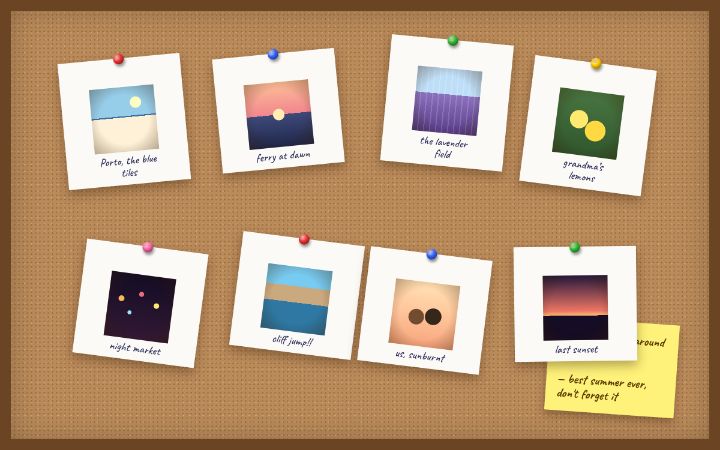 Porto, the blue
tiles
ferry at dawn
the lavender
field
grandma's
lemons
night market
cliff jump!!
us, sunburnt
last sunset
around
— best summer ever,
don't forget it